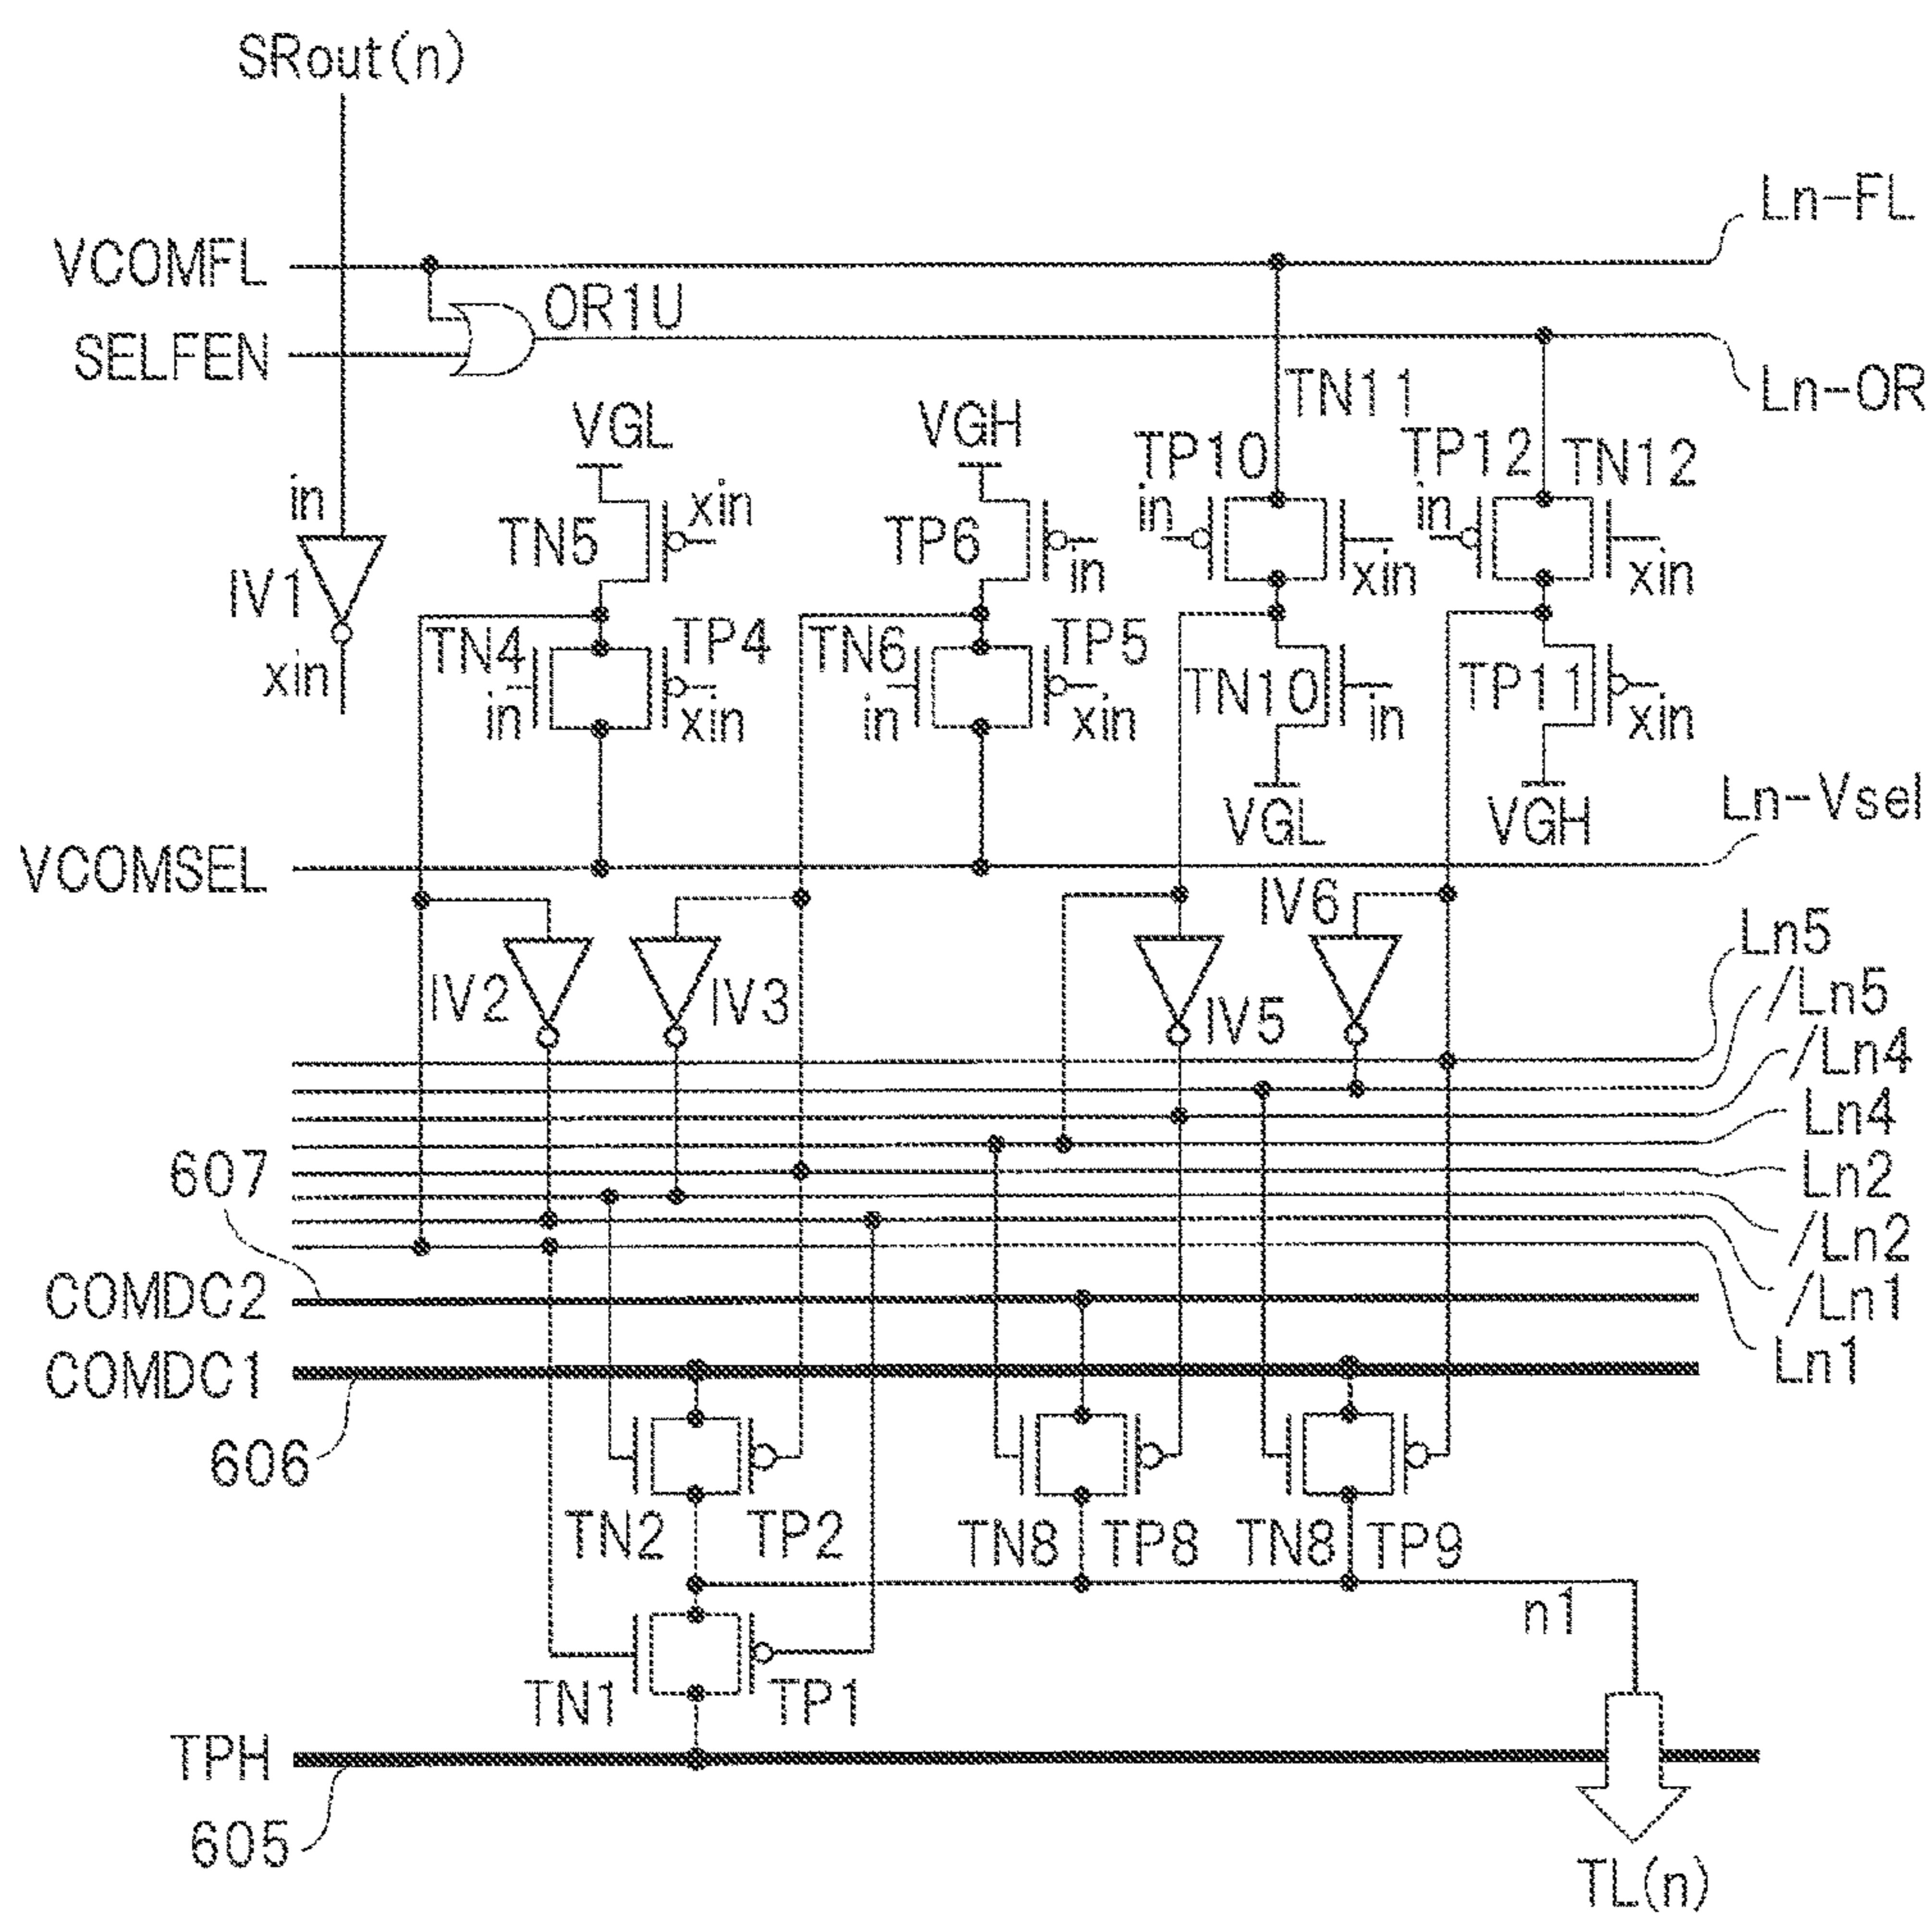 SRout(n)
Ln-FL
VCOMFL
OR1U
SELFEN
Ln-OR
TN11
VGL
VGH
TP10
TP12
TN12
in
xin
in
in
TN5
TP6
in
xin
xin
IV1
TN4
TP4
TN6
TP5
TN10
TP11
xin
in
xin
in
xin
in
xin
VGL
VGH
Ln-Vsel
VCOMSEL
IV6
Ln5
IV2
IV3
IV5
/Ln5
/Ln4
Ln4
607
Ln2
/Ln2
COMDC2
/Ln1
COMDC1
Ln1
606
TN2
TP2
TN8
TP8
TN8
TP9
n1
TN1
TP1
TPH
605
TL(n)